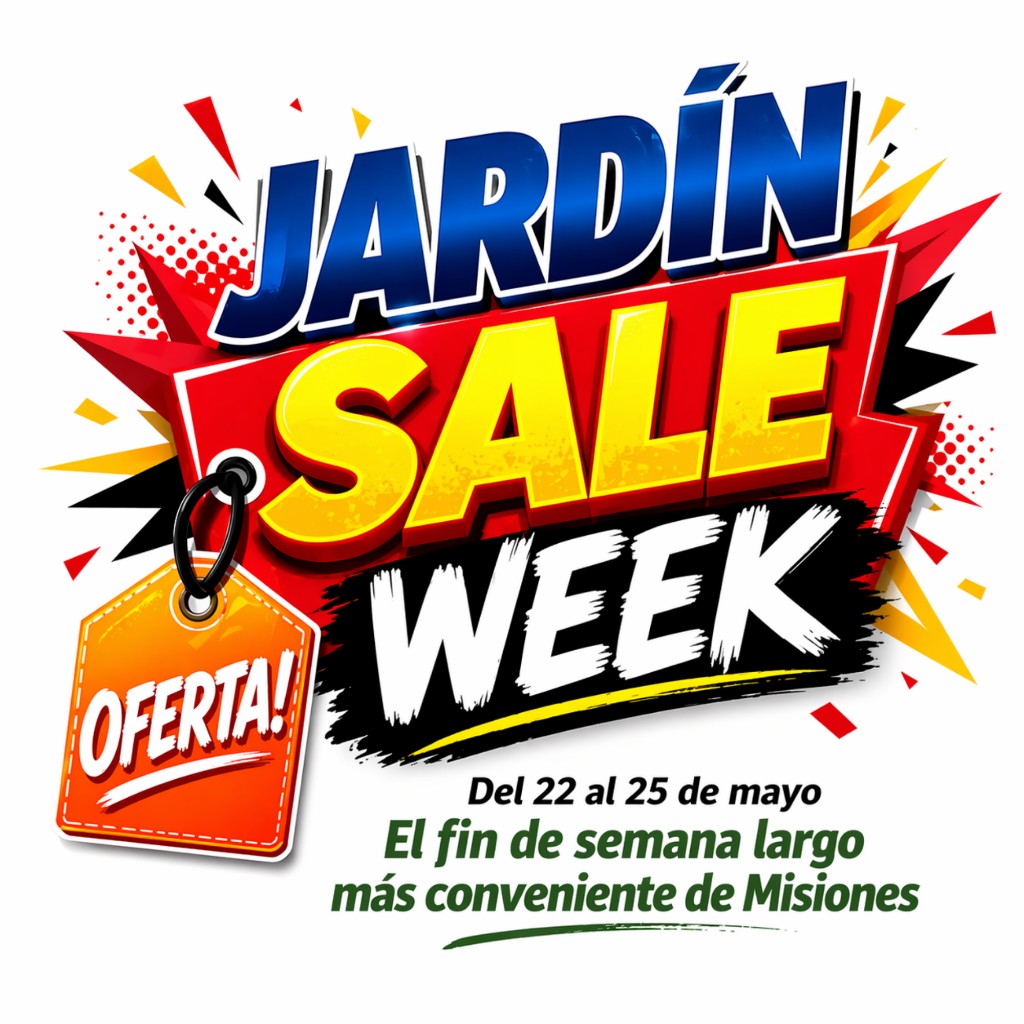 JARDÍN
SALE
WEEK
OFERTA!
Del 22 al 25 de mayo
El fin de semana largo
más conveniente de Misiones